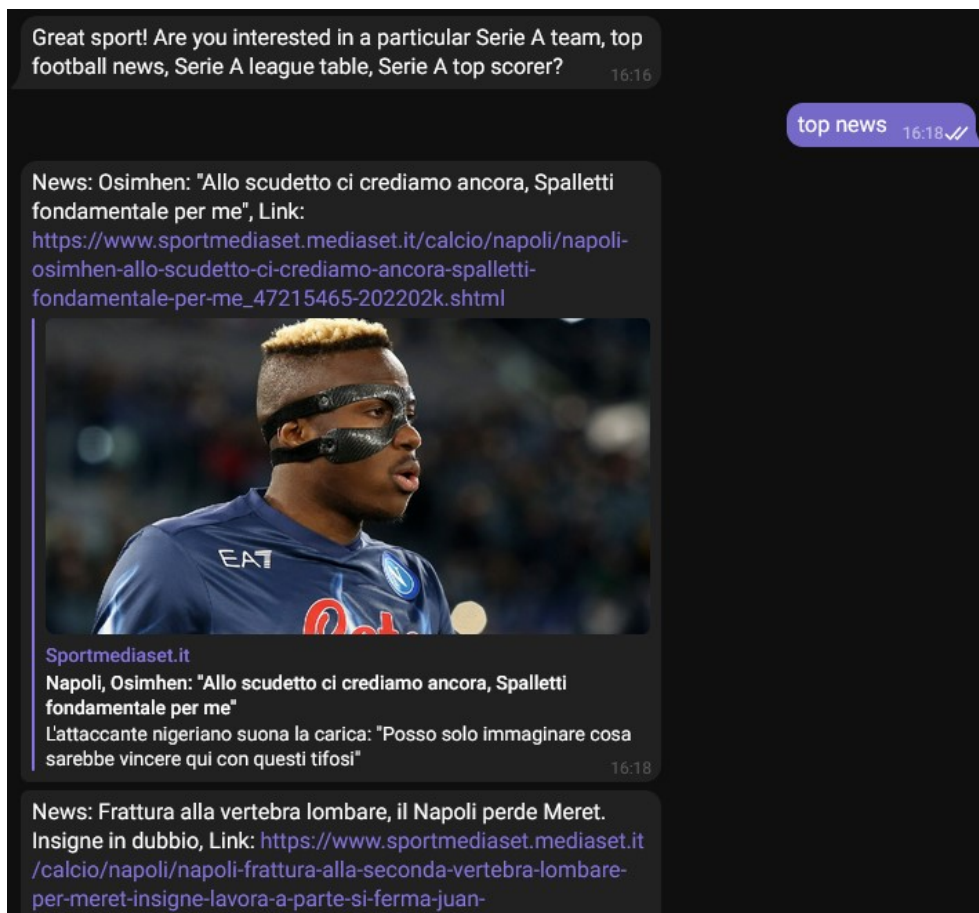 Great sport! Are you interested in a particular Serie A team, top
football news, Serie A league table, Serie A top scorer?
16:16
top news
16:18
News: Osimhen: "Allo scudetto ci crediamo ancora, Spalletti
fondamentale per me", Link:
https://www.sportmediaset.mediaset.it/calcio/napoli/napoli-
osimhen-allo-scudetto-ci-crediamo-ancora-spalletti-
fondamentale-per-me_47215465-202202k.shtml
EA7
N
Sportmediaset.it
Napoli, Osimhen: "Allo scudetto ci crediamo ancora, Spalletti
fondamentale per me"
L'attaccante nigeriano suona la carica: "Posso solo immaginare cosa
sarebbe vincere qui con questi tifosi"
16:18
News: Frattura alla vertebra lombare, il Napoli perde Meret.
Insigne in dubbio, Link: https://www.sportmediaset.mediaset.it
/calcio/napoli/napoli-frattura-alla-seconda-vertebra-lombare-
per-meret-insigne-lavora-a-parte-si-ferma-juan-